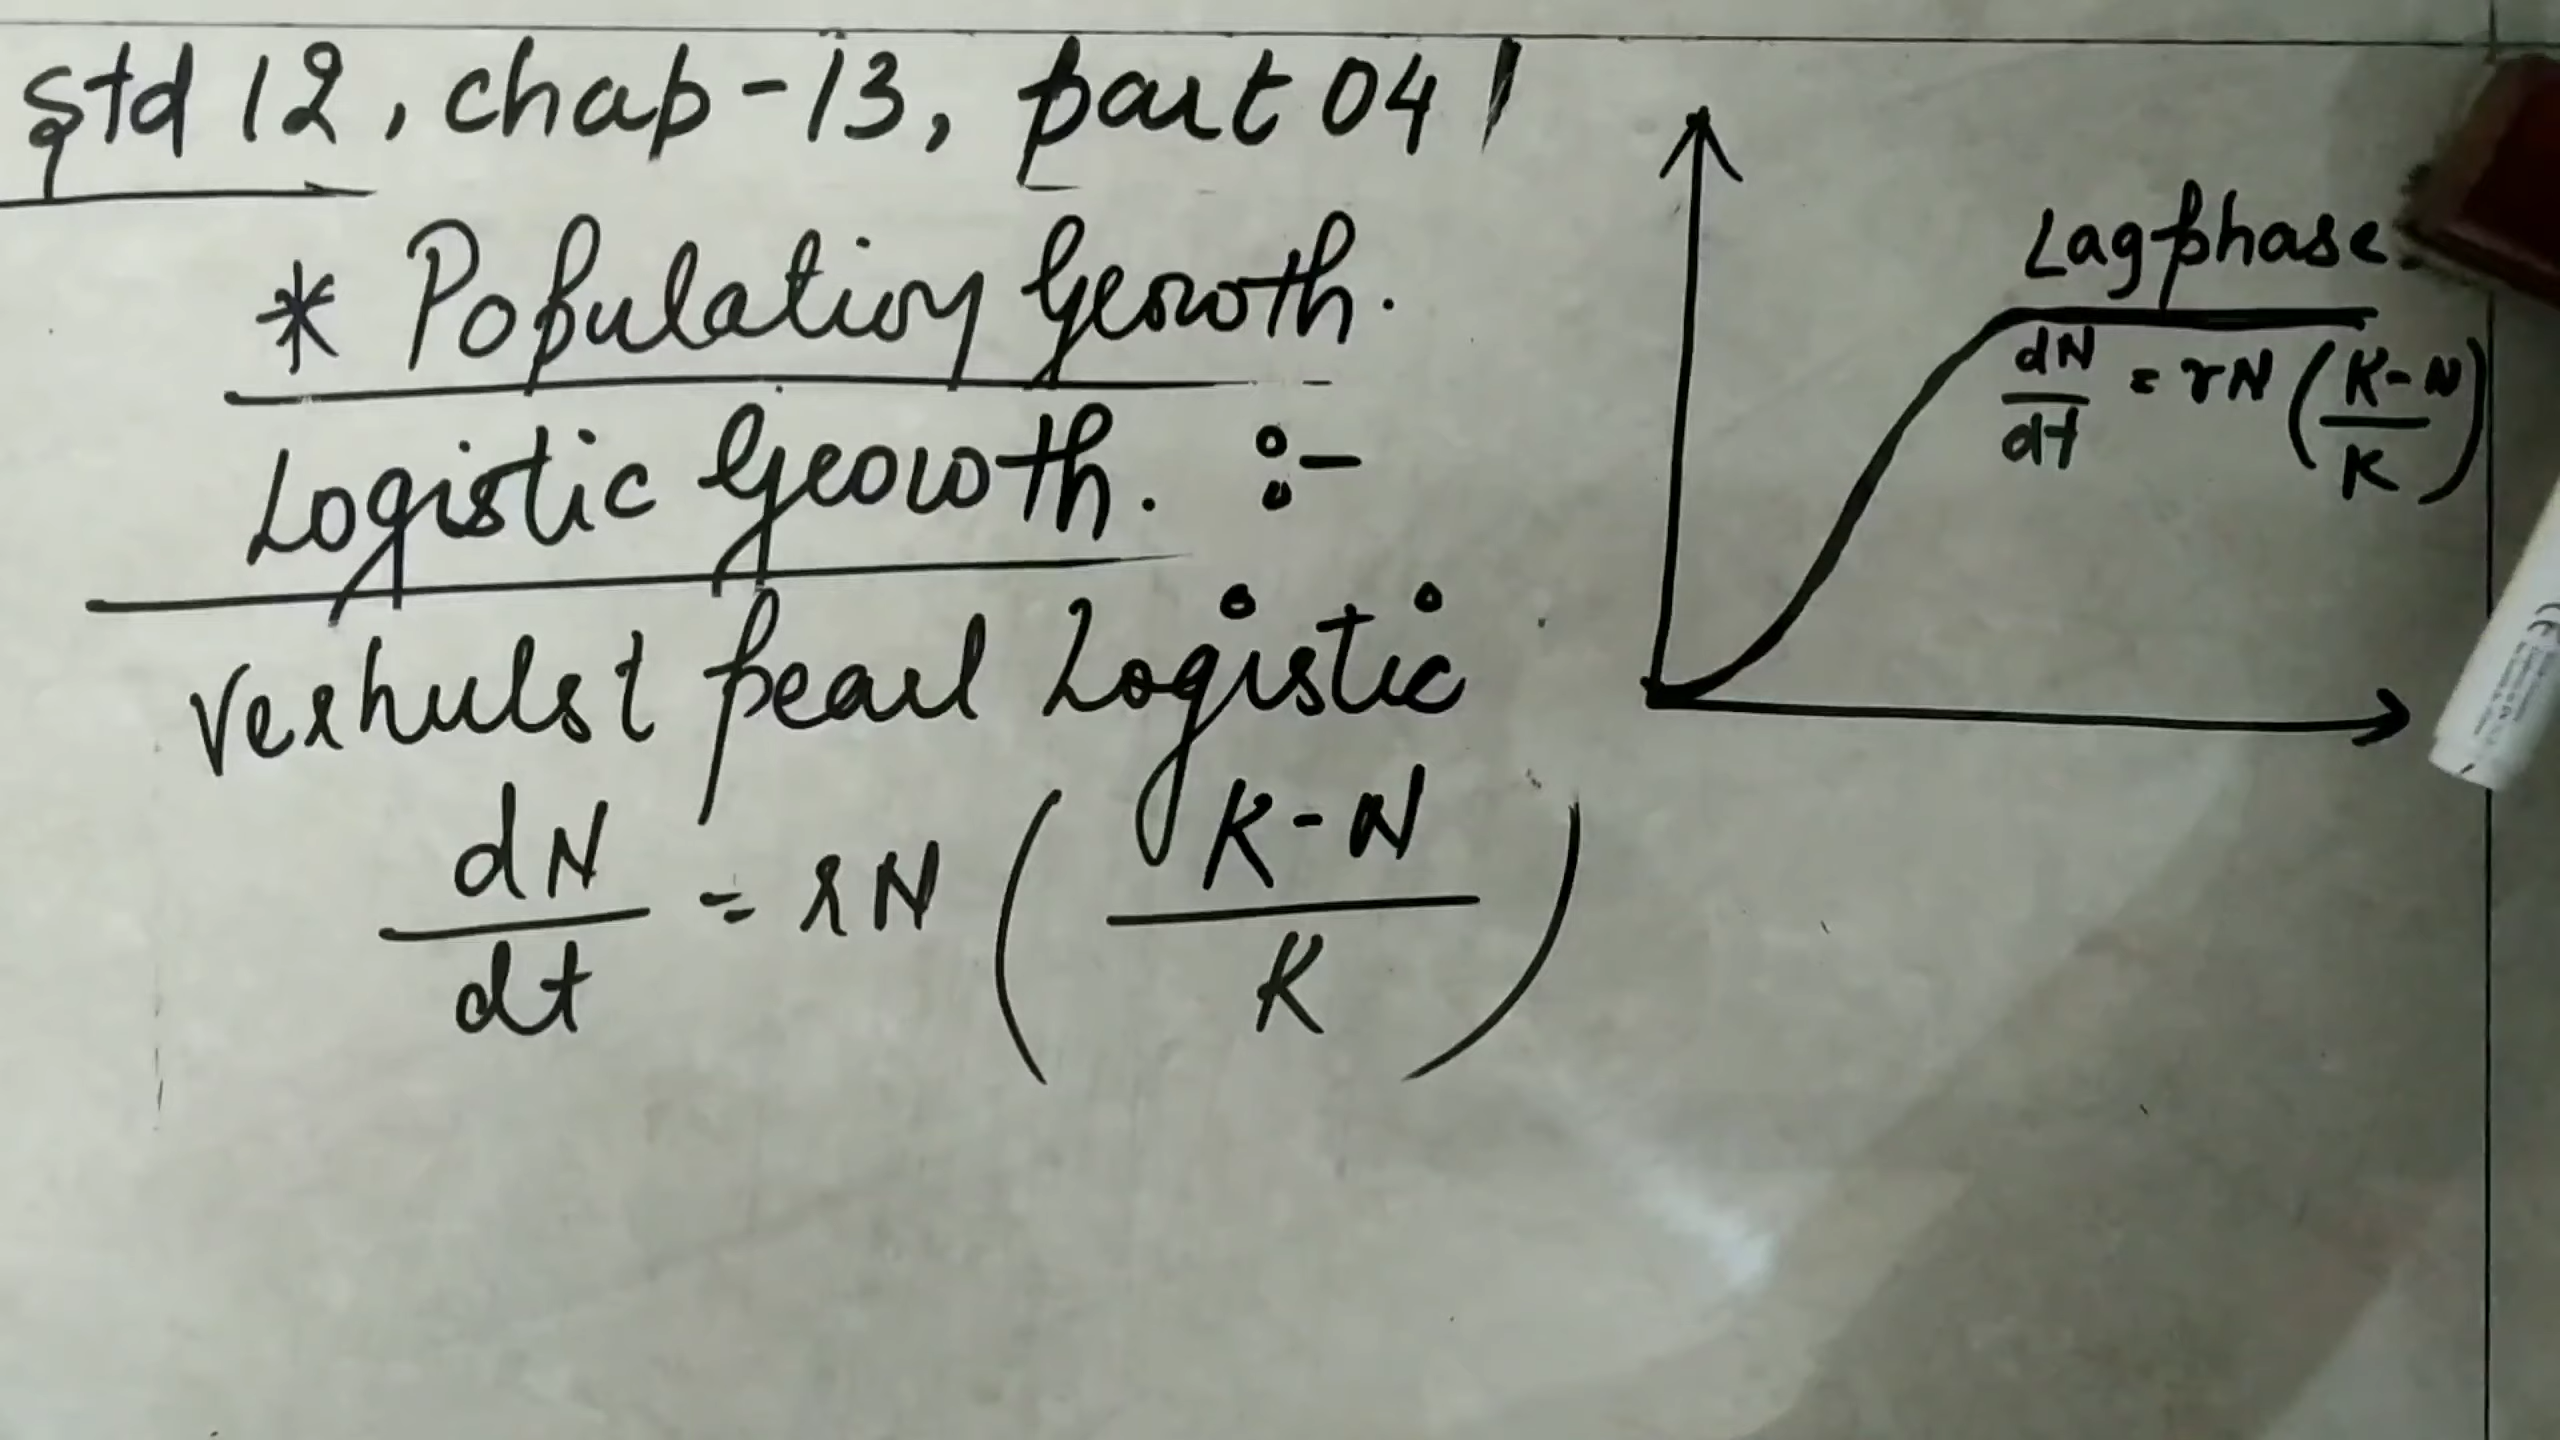 std 12, chap-13, part 04
* Population Growth.
Logistic Growth. :-
Verhulst pearl Logistic
dN/dt = rN (K-N/K)
Lag phase
dN/dt = rN (K-N/K)
CE